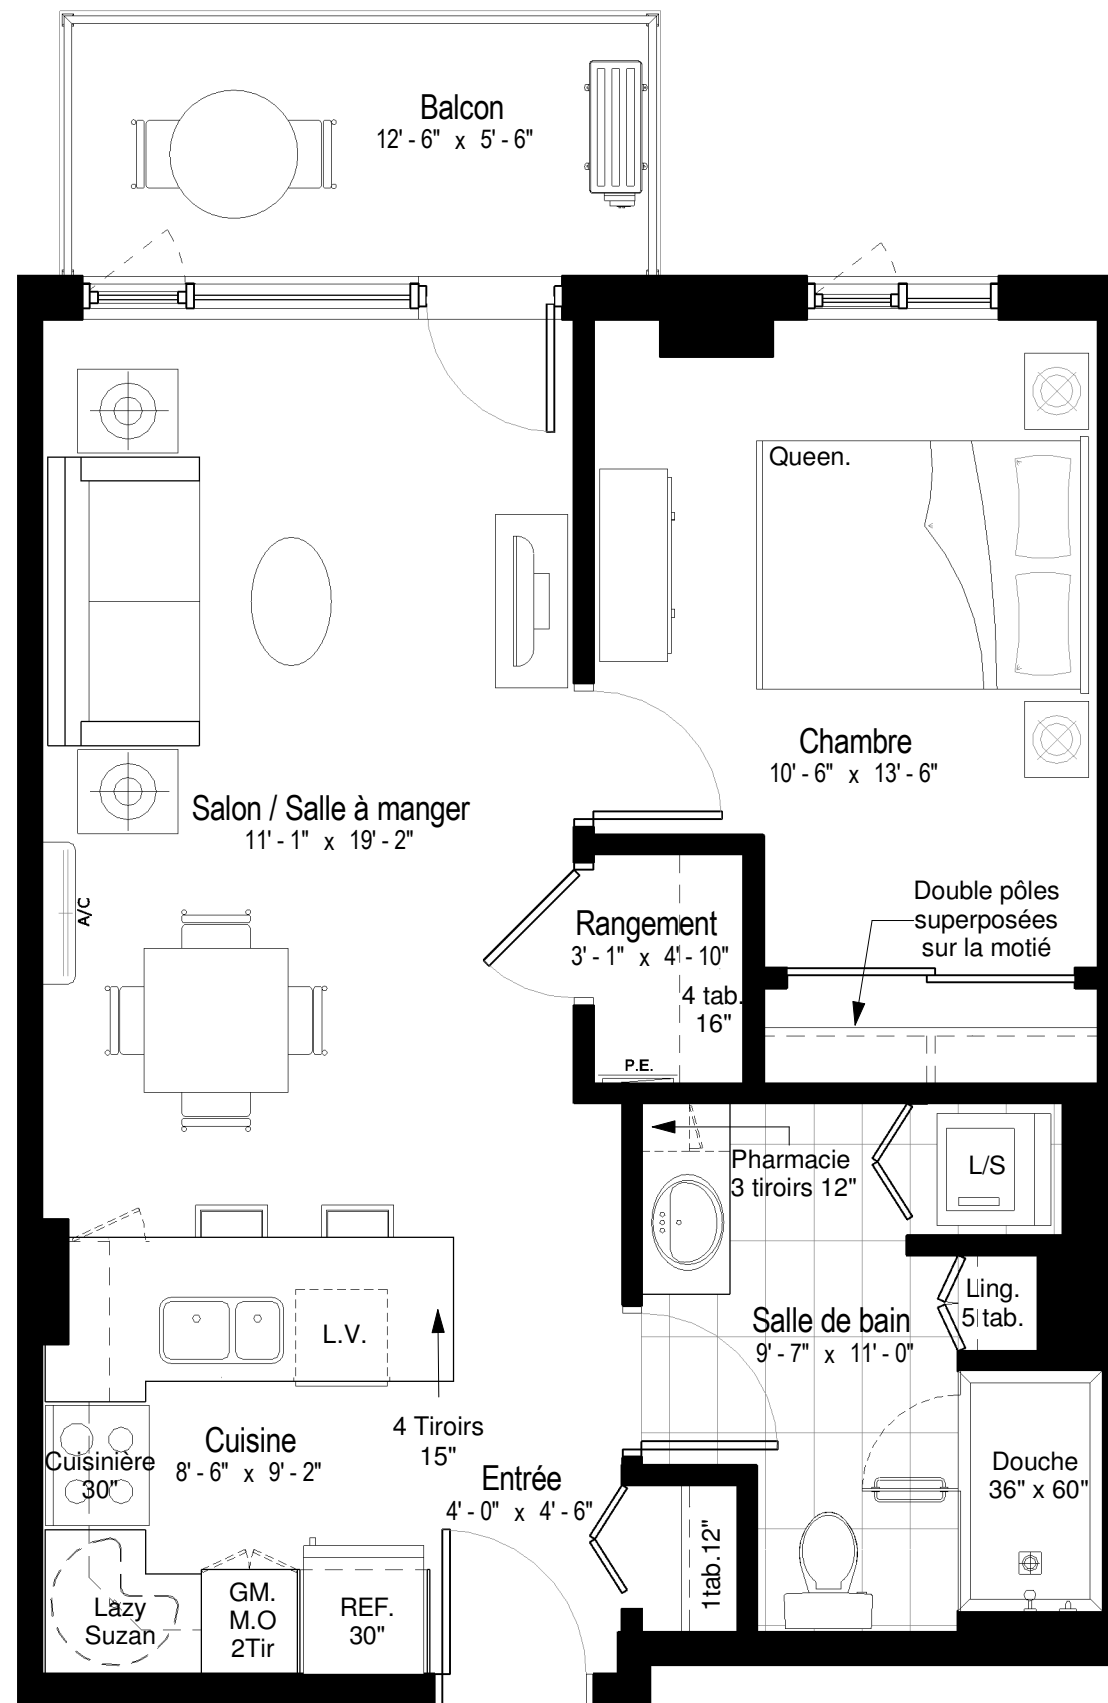 Balcon
12' - 6" x 5' - 6"
Queen.
Chambre
10' - 6" x 13' - 6"
Salon / Salle à manger
11' - 1" x 19' - 2"
A/C
Double pôles
superposées
sur la motié
Rangement
3' - 1" x 4' - 10"
4 tab.
16"
P.E.
Pharmacie
3 tiroirs 12"
L/S
Ling.
5 tab.
Salle de bain
9' - 7" x 11' - 0"
L.V.
4 Tiroirs
15"
Cuisine
8' - 6" x 9' - 2"
Cuisinière
30"
Entrée
4' - 0" x 4' - 6"
Douche
36" x 60"
1tab.12"
Lazy
Suzan
GM.
M.O
2Tir
REF.
30"